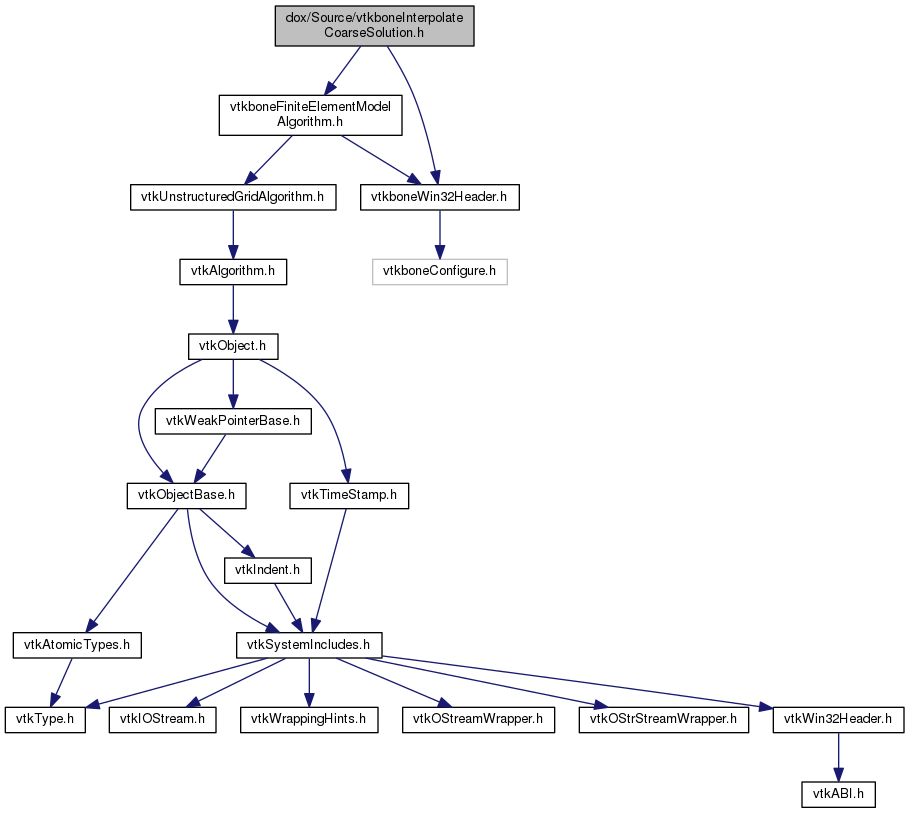 dox/Source/vtkboneInterpolate
CoarseSolution.h
vtkboneFiniteElementModel
Algorithm.h
vtkUnstructuredGridAlgorithm.h
vtkboneWin32Header.h
vtkAlgorithm.h
vtkboneConfigure.h
vtkObject.h
vtkWeakPointerBase.h
vtkObjectBase.h
vtkTimeStamp.h
vtkIndent.h
vtkAtomicTypes.h
vtkSystemIncludes.h
vtkType.h
vtkIOStream.h
vtkWrappingHints.h
vtkOStreamWrapper.h
vtkOStrStreamWrapper.h
vtkWin32Header.h
vtkABI.h